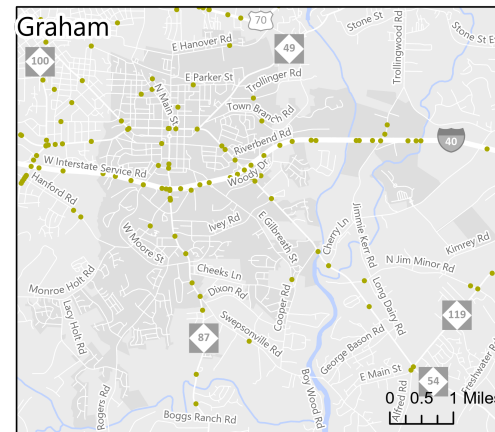 Graham
70
Stone St
Stone St E
E Hanover Rd
49
Trollingwood Rd
100
E Parker St
Trollinger Rd
N Main St
Town Branch Rd
Riverbend Rd
40
W Interstate Service Rd
Woody Dr
Hanford Rd
Ivey Rd
E Gilbreath St
Cherry Ln
Jimmie Kerr Rd
W Moore St
Kimrey Rd
Cheeks Ln
N Jim Minor Rd
Monroe Holt Rd
Dixon Rd
Cooper Rd
Long Dairy Rd
Lacy Holt Rd
Swepsonville Rd
119
87
George Bason Rd
E Main St
Freshwater Rd
54
Rogers Rd
Boy Wood Rd
Alfred Rd
Boggs Ranch Rd
0 0.5 1 Miles